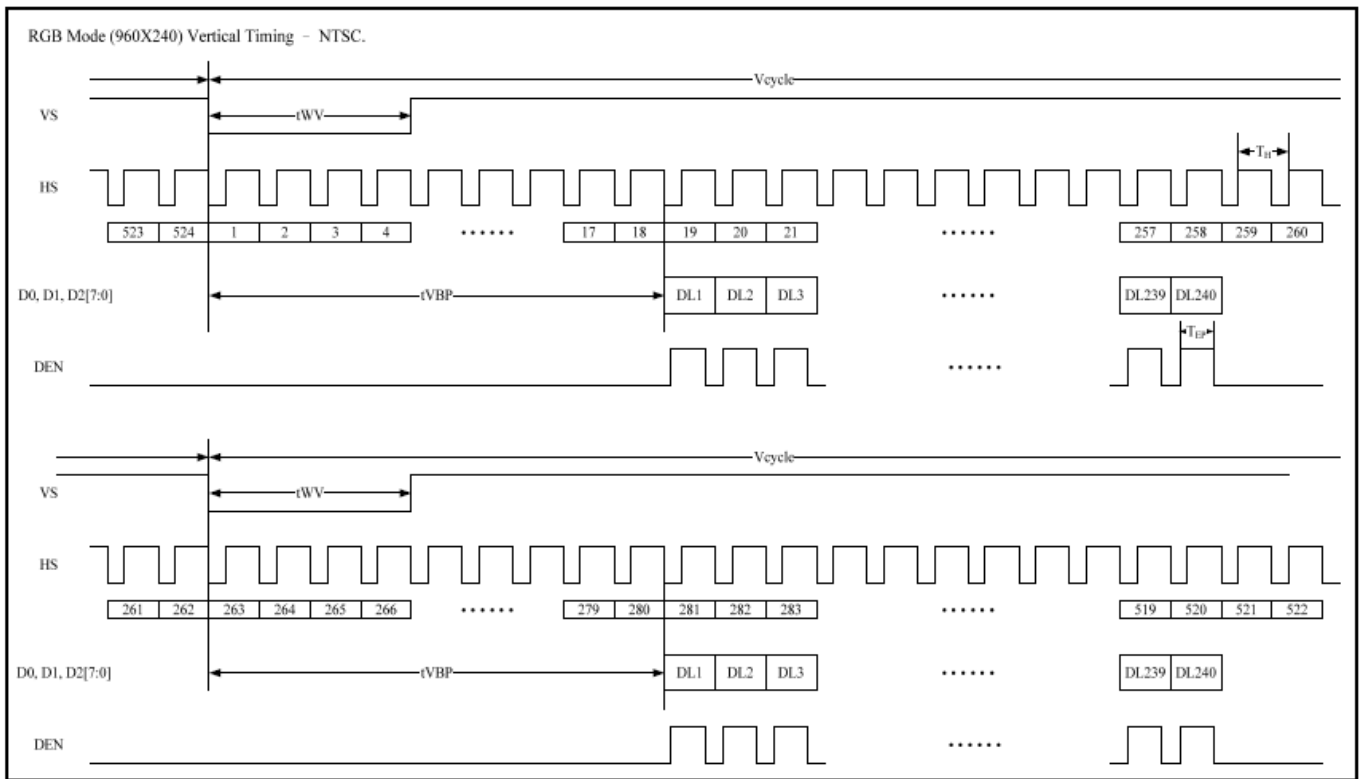 RGB Mode (960X240) Vertical Timing - NTSC.
Vcycle
VS
tWV
HS
TH
523 524 1 2 3 4 ...... 17 18 19 20 21 ...... 257 258 259 260
D0, D1, D2[7:0]
tVBP
DL1 DL2 DL3 ...... DL239 DL240
TEP
DEN
......
Vcycle
VS
tWV
HS
261 262 263 264 265 266 ...... 279 280 281 282 283 ...... 519 520 521 522
D0, D1, D2[7:0]
tVBP
DL1 DL2 DL3 ...... DL239 DL240
DEN
......